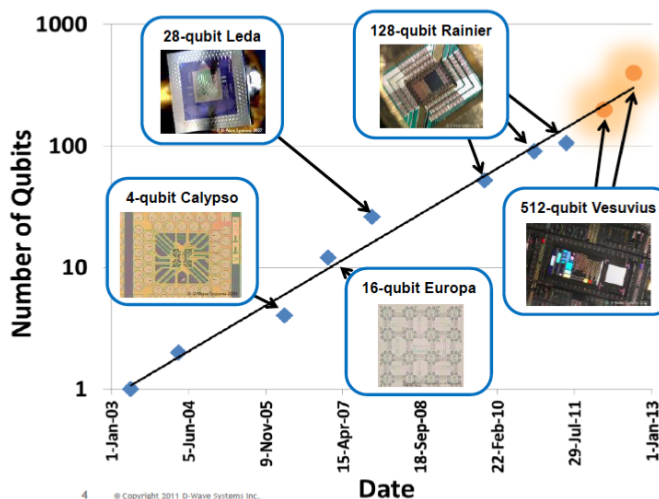 1000
100
10
1
Number of Qubits
28-qubit Leda
128-qubit Rainier
4-qubit Calypso
512-qubit Vesuvius
16-qubit Europa
1-Jan-03
5-Jun-04
9-Nov-05
15-Apr-07
18-Sep-08
22-Feb-10
29-Jul-11
1-Jan-13
Date
4 © Copyright 2011 D-Wave Systems Inc.